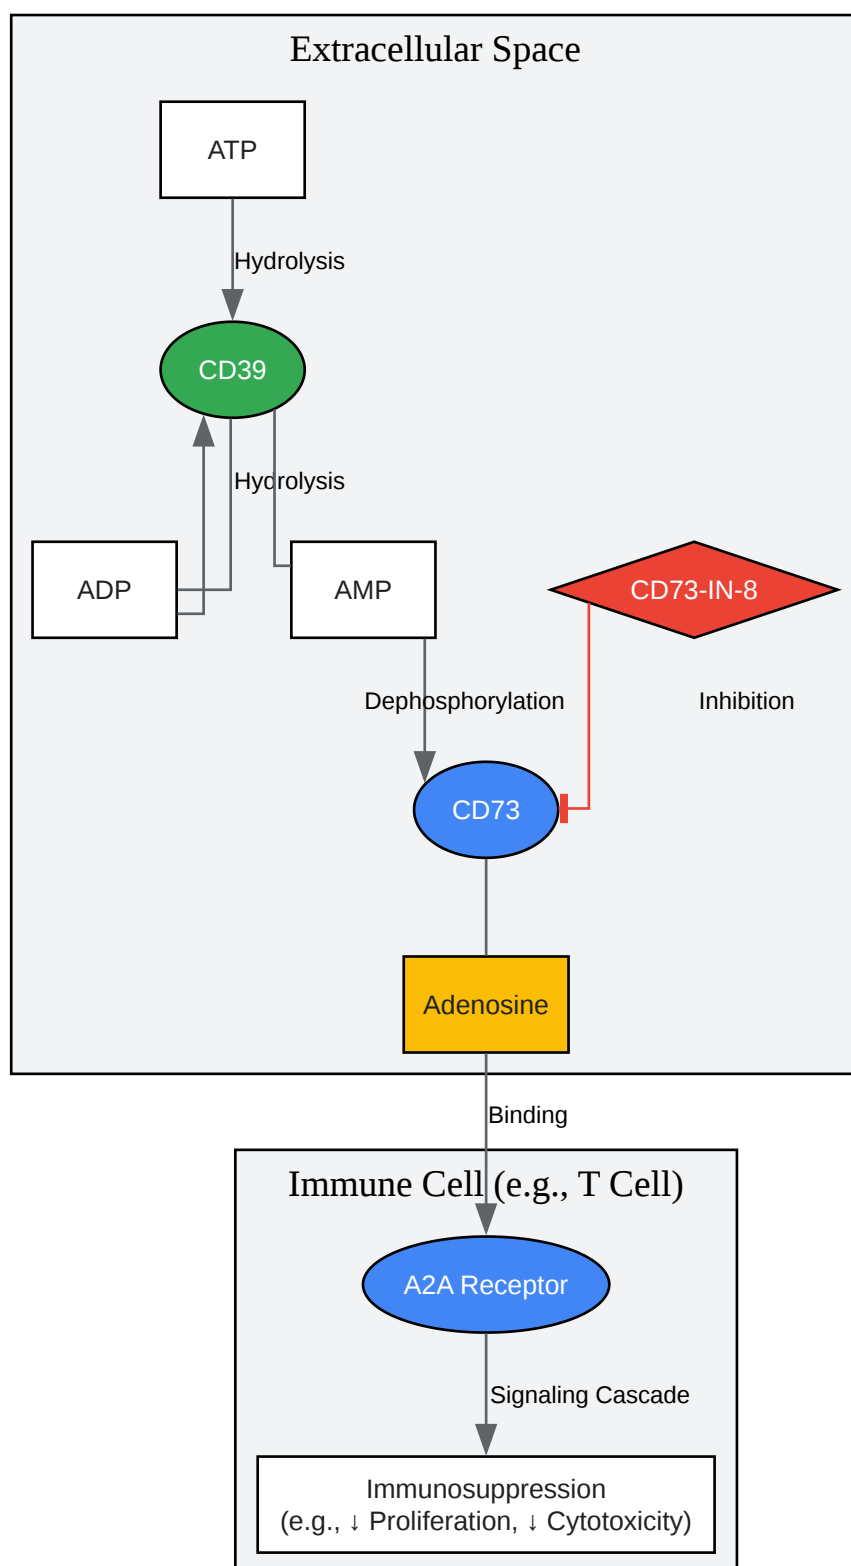 Extracellular Space
ATP
Hydrolysis
CD39
Hydrolysis
ADP
AMP
CD73-IN-8
Dephosphorylation
Inhibition
CD73
Adenosine
Binding
Immune Cell (e.g., T Cell)
A2A Receptor
Signaling Cascade
Immunosuppression
(e.g., ↓ Proliferation, ↓ Cytotoxicity)